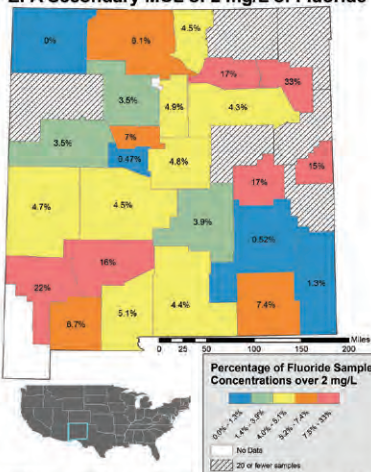 EPA Secondary MCL of 2 mg/L of Fluoride
0%
6.1%
4.5%
17%
33%
3.5%
4.9%
4.3%
3.5%
7%
0.47%
4.8%
17%
15%
4.7%
4.5%
3.9%
0.52%
16%
1.3%
22%
6.7%
5.1%
4.4%
7.4%
Miles
0 25 50 100 150 200
Percentage of Fluoride Sample
Concentrations over 2 mg/L
0.0% - 1.3%
1.4% - 3.9%
4.0% - 5.1%
5.2% - 7.4%
7.5% - 33%
No Data
20 or fewer samples